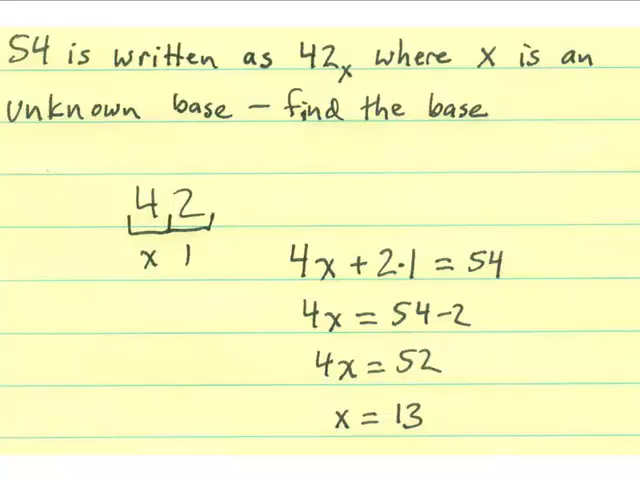 54 is written as 42ₓ where x is an
unknown base – find the base
4 2
x 1
4x + 2·1 = 54
4x = 54-2
4x = 52
x = 13